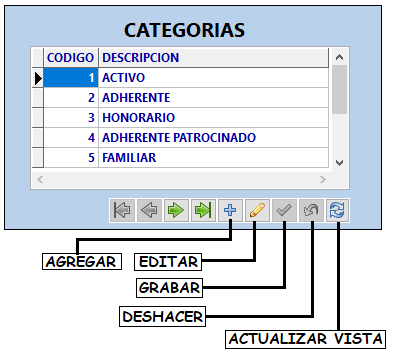 CATEGORIAS
CODIGO DESCRIPCION
1 ACTIVO
2 ADHERENTE
3 HONORARIO
4 ADHERENTE PATROCINADO
5 FAMILIAR
AGREGAR EDITAR
GRABAR
DESHACER
ACTUALIZAR VISTA